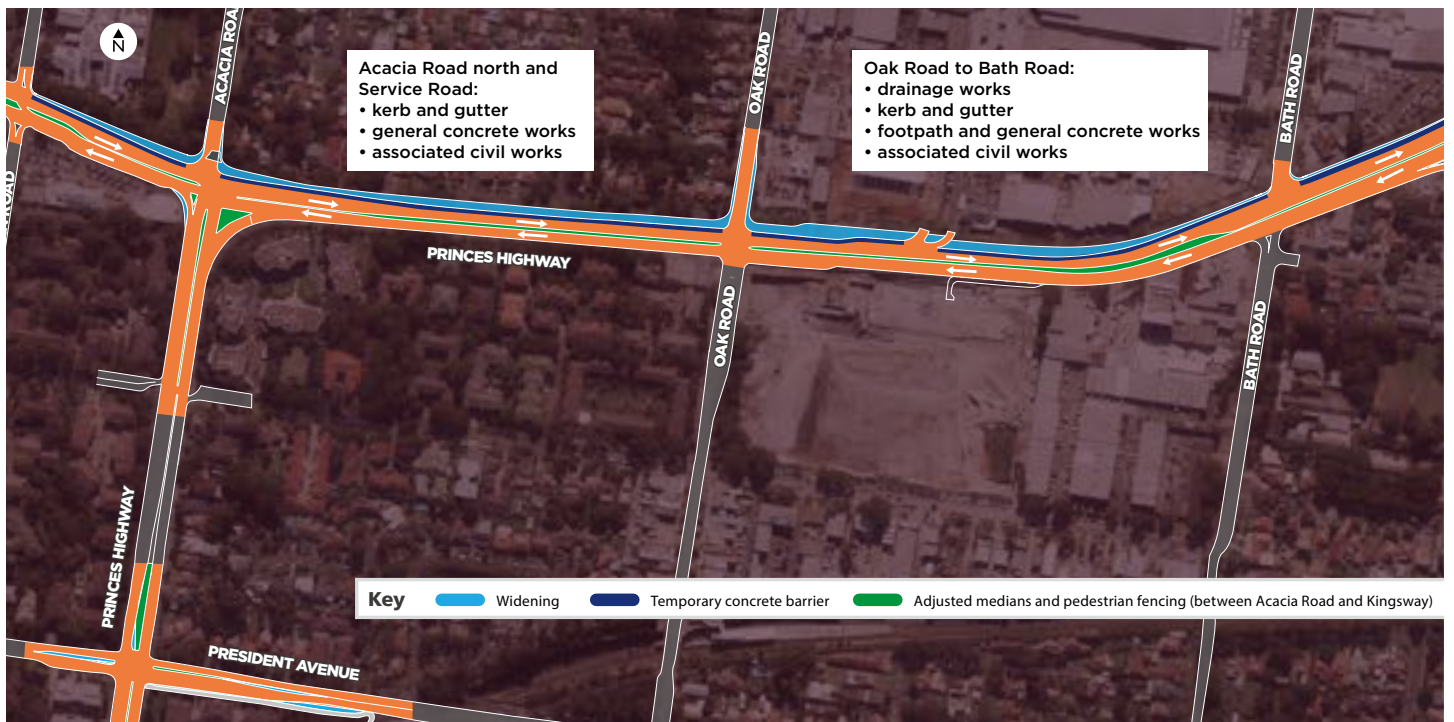 N
ACACIA ROA
Acacia Road north and
Service Road:
• kerb and gutter
• general concrete works
• associated civil works
OAK ROAD
Oak Road to Bath Road:
• drainage works
• kerb and gutter
• footpath and general concrete works
• associated civil works
BATH ROAD
ROAD
PRINCES HIGHWAY
OAK ROAD
BATH ROAD
PRINCES HIGHWAY
Key
Widening
Temporary concrete barrier
Adjusted medians and pedestrian fencing (between Acacia Road and Kingsway)
PRESIDENT AVENUE